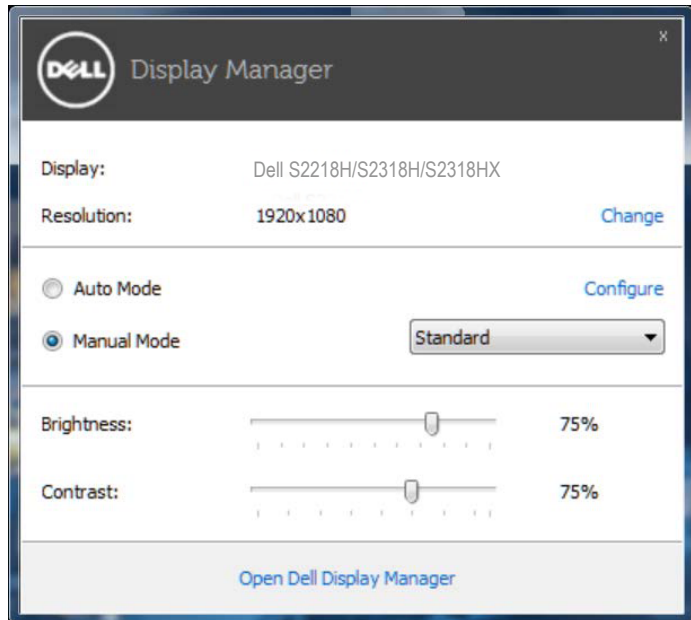 DELL Display Manager x
Display: Dell S2218H/S2318H/S2318HX
Resolution: 1920x1080 Change
Auto Mode Configure
Manual Mode Standard
Brightness: 75%
Contrast: 75%
Open Dell Display Manager